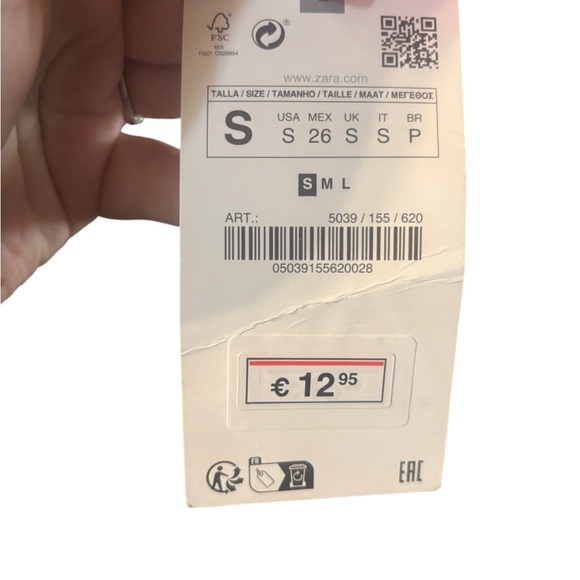 FSC
MIX
®
www.zara.com
TALLA / SIZE / TAMANHO / TAILLE / MAAT / ΜΕΓΕΘΟΣ
S
USA MEX UK IT BR
S 26 S S P
S M L
ART.: 5039 / 155 / 620
05039155620028
€ 12 95
FR
EAC